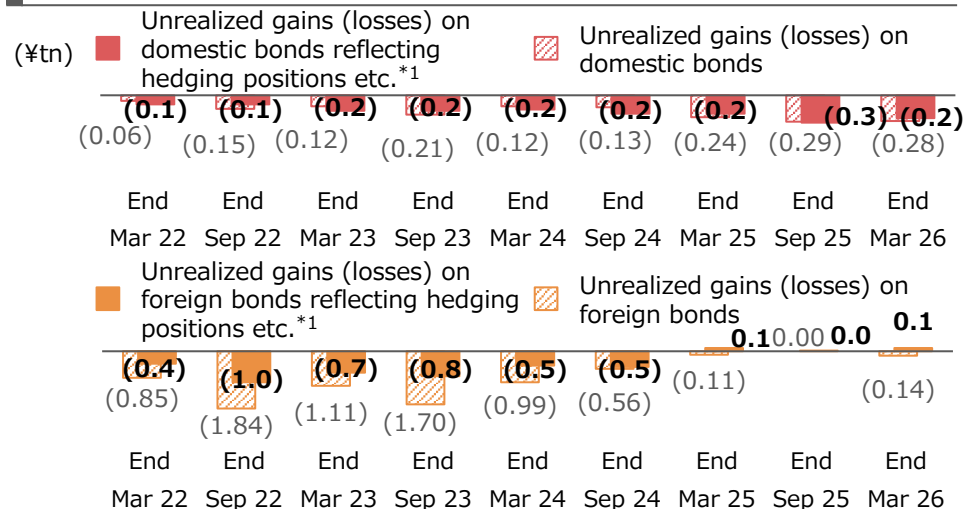 (¥tn)
Unrealized gains (losses) on
domestic bonds reflecting
hedging positions etc.*1
Unrealized gains (losses) on
domestic bonds
(0.1) (0.1) (0.2) (0.2) (0.2) (0.2) (0.2) (0.3) (0.2)
(0.06) (0.15) (0.12) (0.21) (0.12) (0.13) (0.24) (0.29) (0.28)
End End End End End End End End End
Mar 22 Sep 22 Mar 23 Sep 23 Mar 24 Sep 24 Mar 25 Sep 25 Mar 26
Unrealized gains (losses) on
foreign bonds reflecting hedging
positions etc.*1
Unrealized gains (losses) on
foreign bonds
(0.4) (1.0) (0.7) (0.8) (0.5) (0.5) 0.1 0.00 0.0 0.1
(0.85) (1.84) (1.11) (1.70) (0.99) (0.56) (0.11) (0.14)
End End End End End End End End End
Mar 22 Sep 22 Mar 23 Sep 23 Mar 24 Sep 24 Mar 25 Sep 25 Mar 26